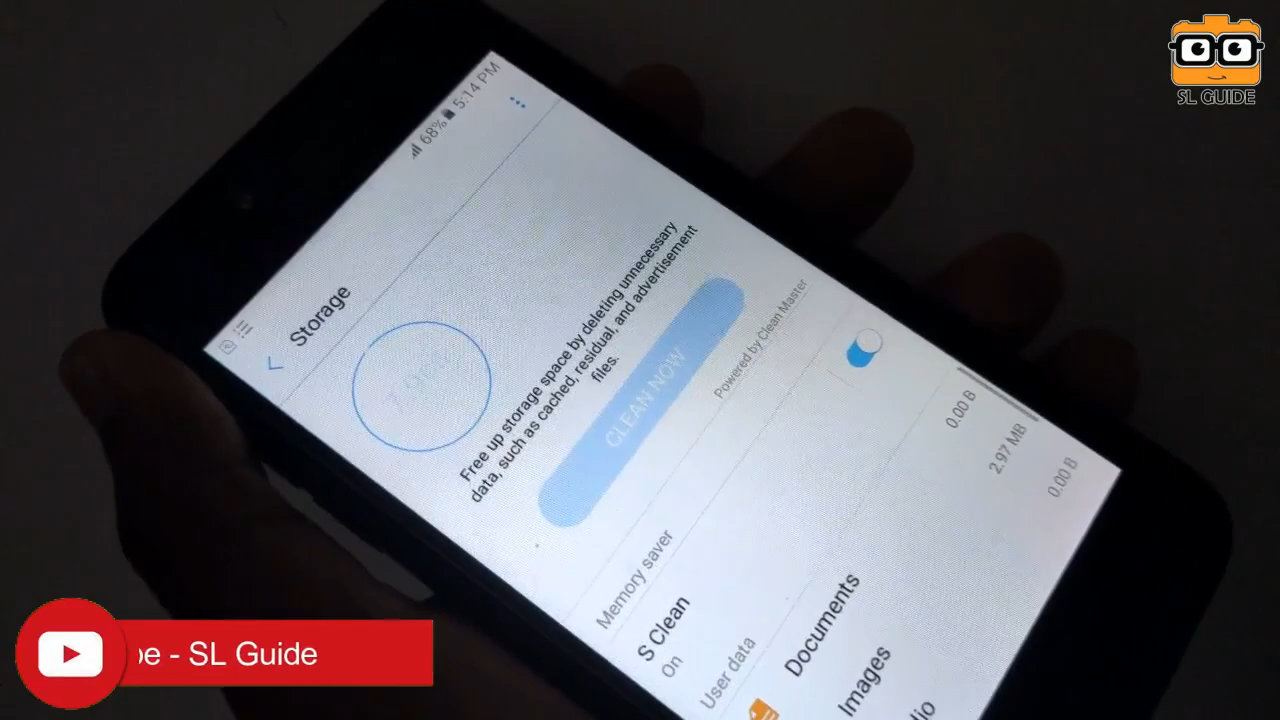 SL GUIDE
68% 5:14 PM
Storage
Free up storage space by deleting unnecessary
data, such as cached, residual, and advertisement
files.
CLEAN NOW
Powered by Clean Master
Memory saver
S Clean
On
User data
Documents
0.00 B
Images
2.97 MB
dio
0.00 B
be - SL Guide